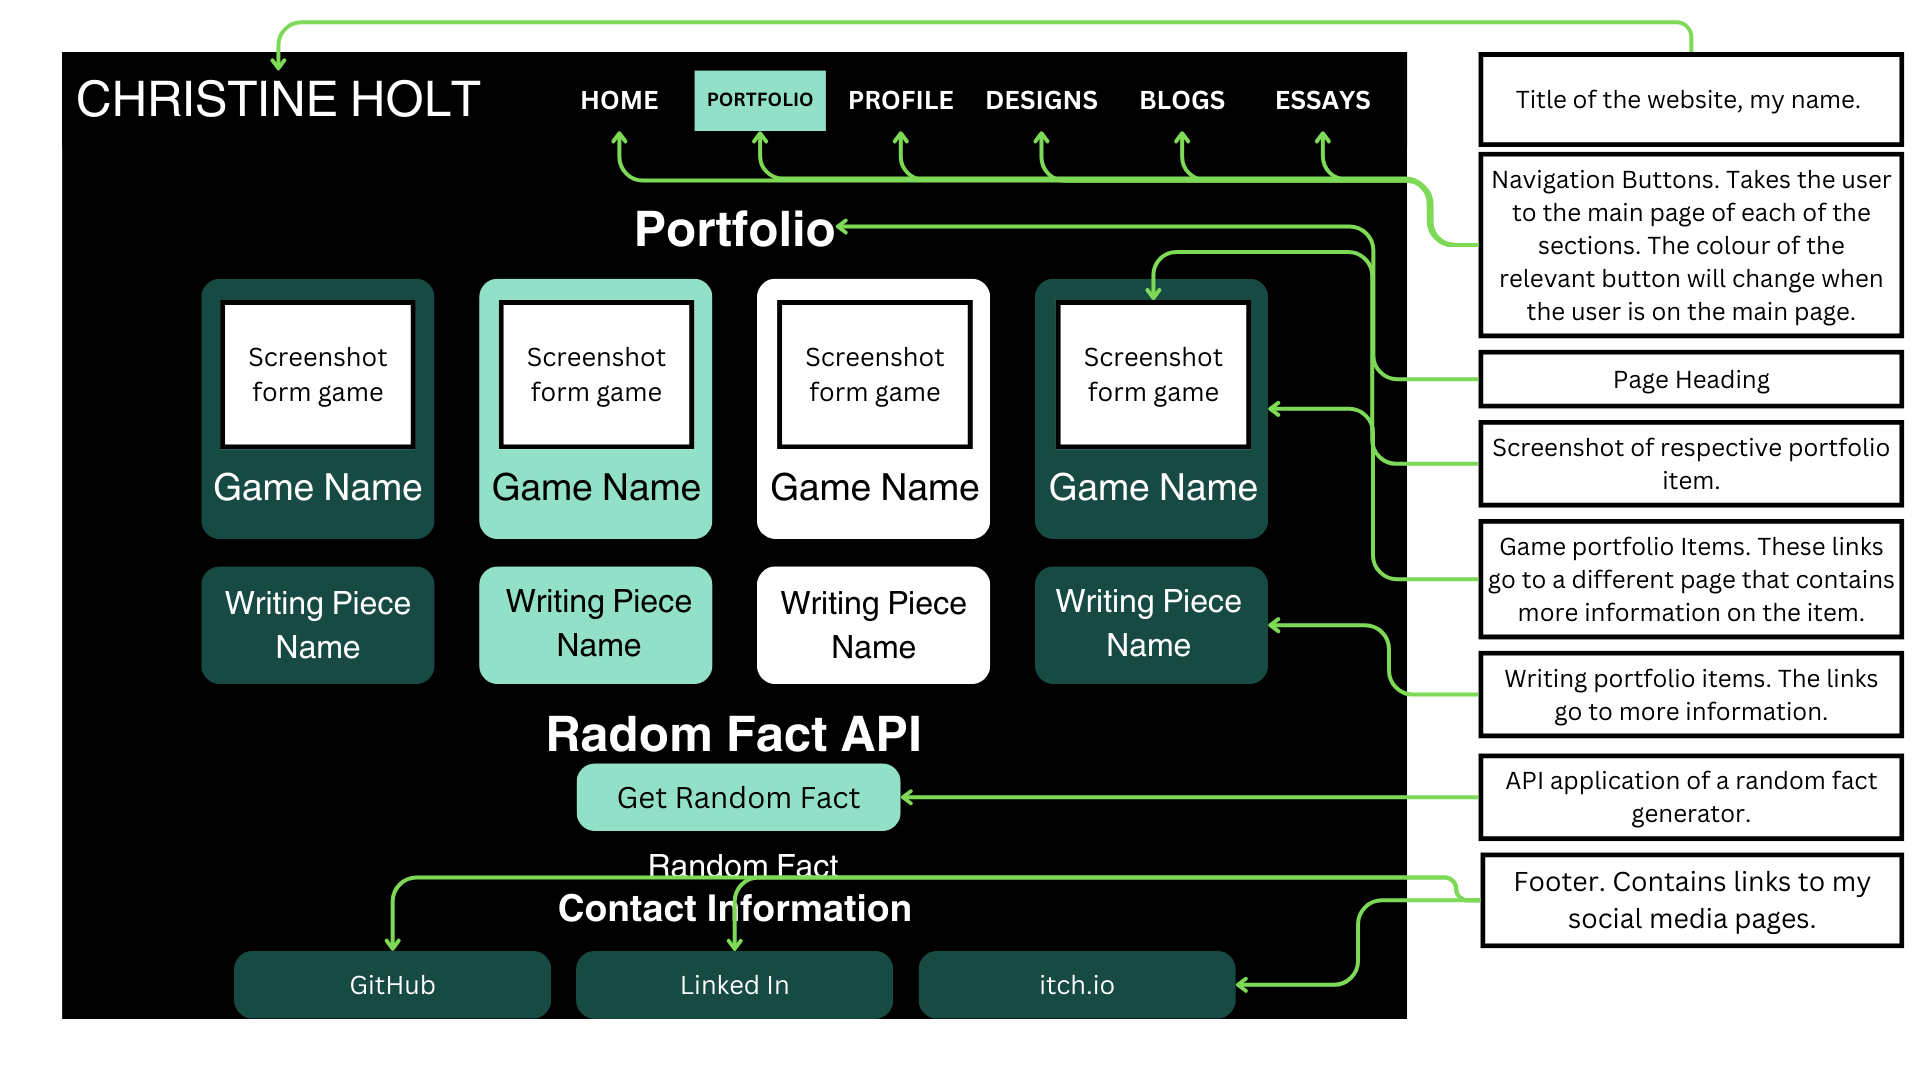 CHRISTINE HOLT
HOME
PORTFOLIO
PROFILE
DESIGNS
BLOGS
ESSAYS
Portfolio
Screenshot
form game
Game Name
Screenshot
form game
Game Name
Screenshot
form game
Game Name
Screenshot
form game
Game Name
Writing Piece
Name
Writing Piece
Name
Writing Piece
Name
Writing Piece
Name
Radom Fact API
Get Random Fact
Random Fact
Contact Information
GitHub
Linked In
itch.io
Title of the website, my name.
Navigation Buttons. Takes the user
to the main page of each of the
sections. The colour of the
relevant button will change when
the user is on the main page.
Page Heading
Screenshot of respective portfolio
item.
Game portfolio Items. These links
go to a different page that contains
more information on the item.
Writing portfolio items. The links
go to more information.
API application of a random fact
generator.
Footer. Contains links to my
social media pages.